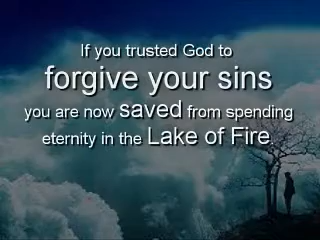 If you trusted God to
forgive your sins
you are now saved from spending
eternity in the Lake of Fire.